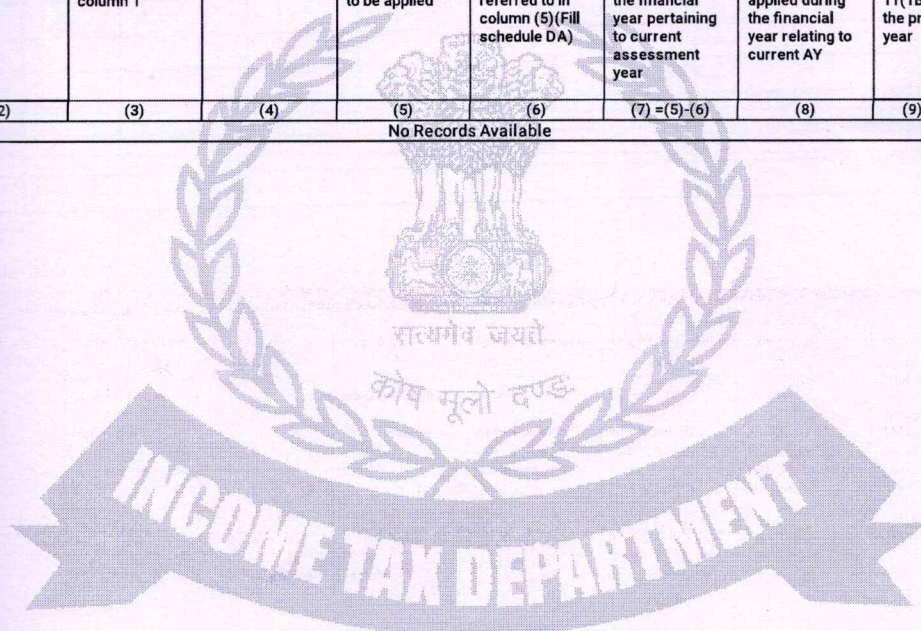 column 1
to be applied
referred to in
column (5)(Fill
schedule DA)
the financial
year pertaining
to current
assessment
year
applied during
the financial
year relating to
current AY
the pr
year
2)
(3)
(4)
(5)
(6)
(7) =(5)-(6)
(8)
(9)
No Records Available
सत्यमेव जयते
कोष मूलो दण्डः
INCOME TAX DEPARTMENT